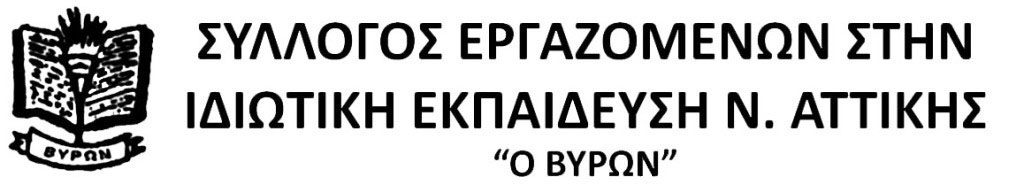 ΣΥΛΛΟΓΟΣ ΕΡΓΑΖΟΜΕΝΩΝ ΣΤΗΝ
ΙΔΙΩΤΙΚΗ ΕΚΠΑΙΔΕΥΣΗ Ν. ΑΤΤΙΚΗΣ
“Ο ΒΥΡΩΝ”
ΒΥΡΩΝ